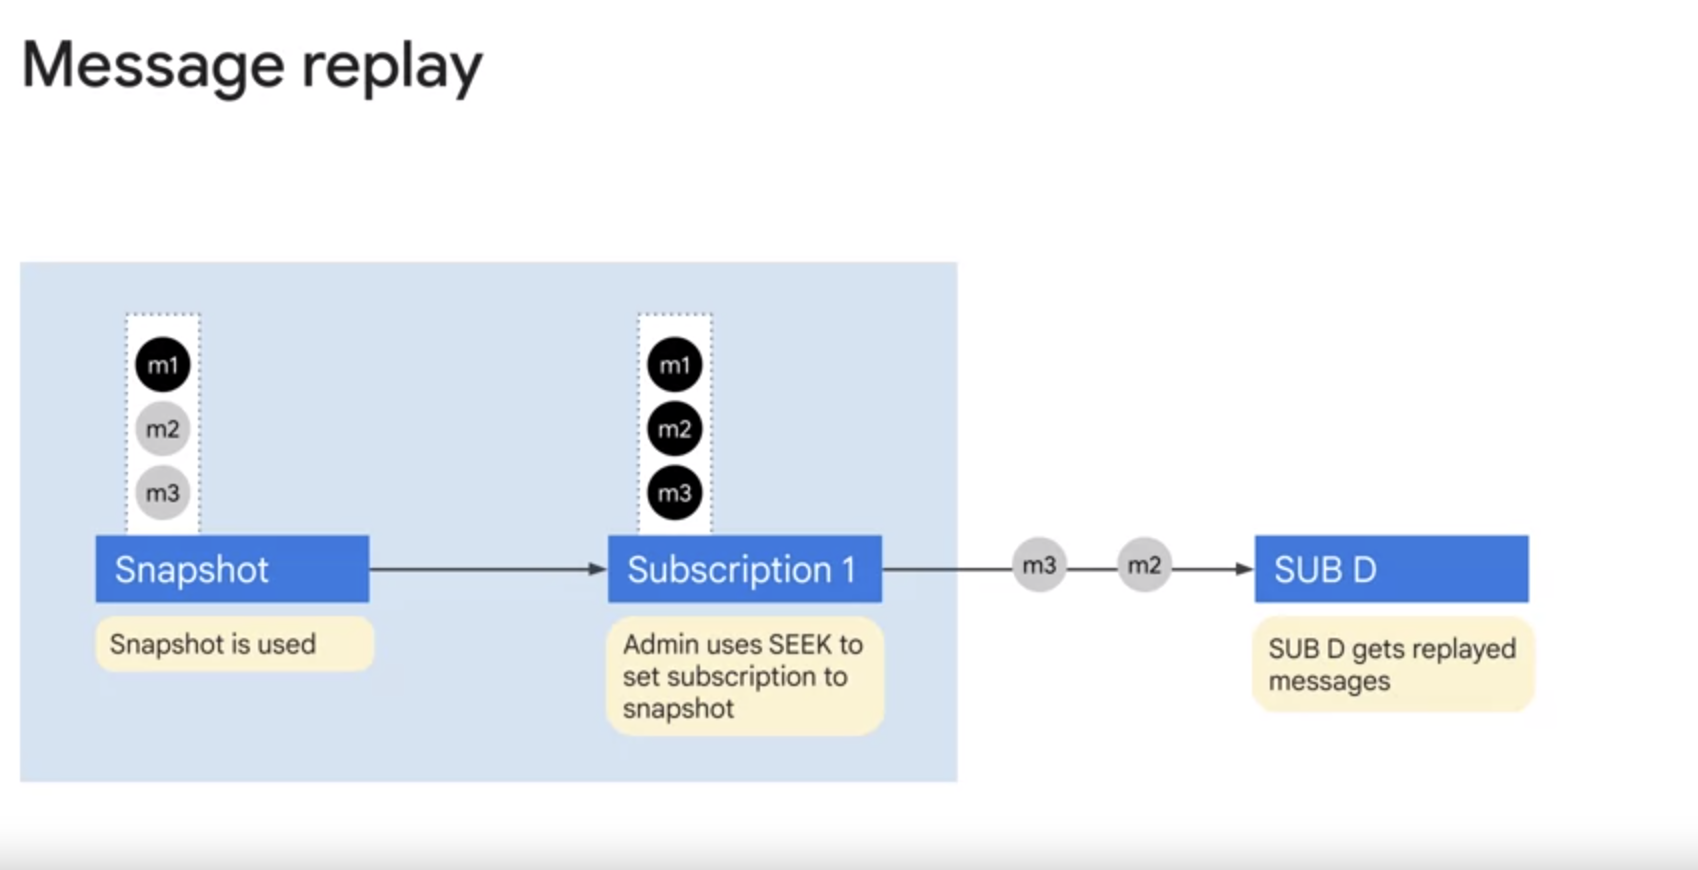 Message replay
m1
m2
m3
Snapshot
Snapshot is used
m1
m2
m3
Subscription 1
Admin uses SEEK to
set subscription to
snapshot
m3
m2
SUB D
SUB D gets replayed
messages